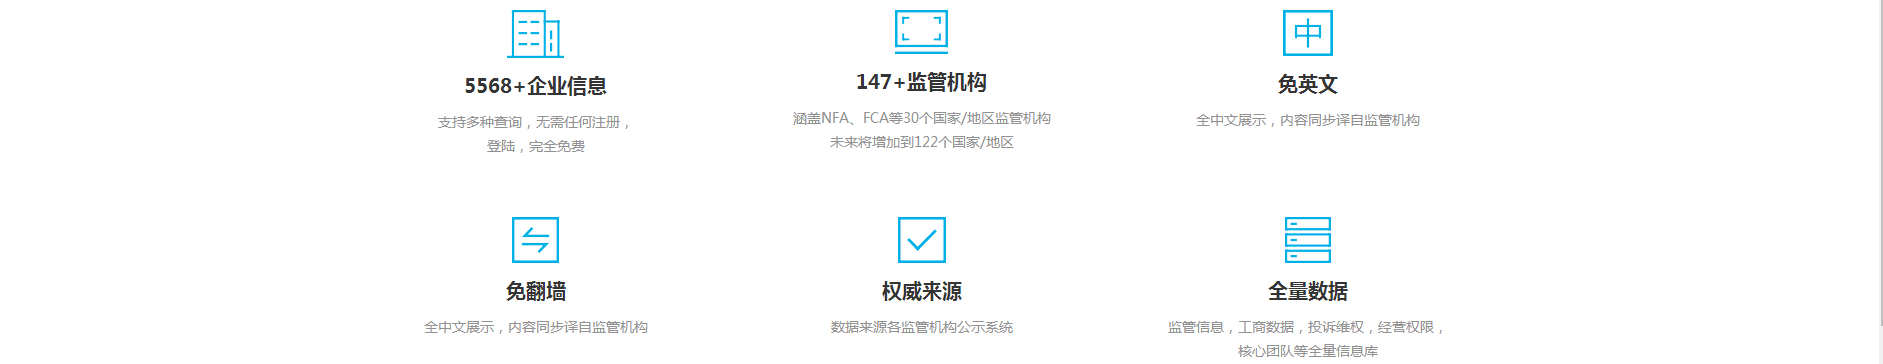 中
5568+企业信息
支持多种查询，无需任何注册，
登陆，完全免费
147+监管机构
涵盖NFA、FCA等30个国家/地区监管机构
未来将增加到122个国家/地区
免英文
全中文展示，内容同步译自监管机构
免翻墙
全中文展示，内容同步译自监管机构
权威来源
数据来源各监管机构公示系统
全量数据
监管信息，工商数据，投诉维权，经营权限，
核心团队等全量信息库